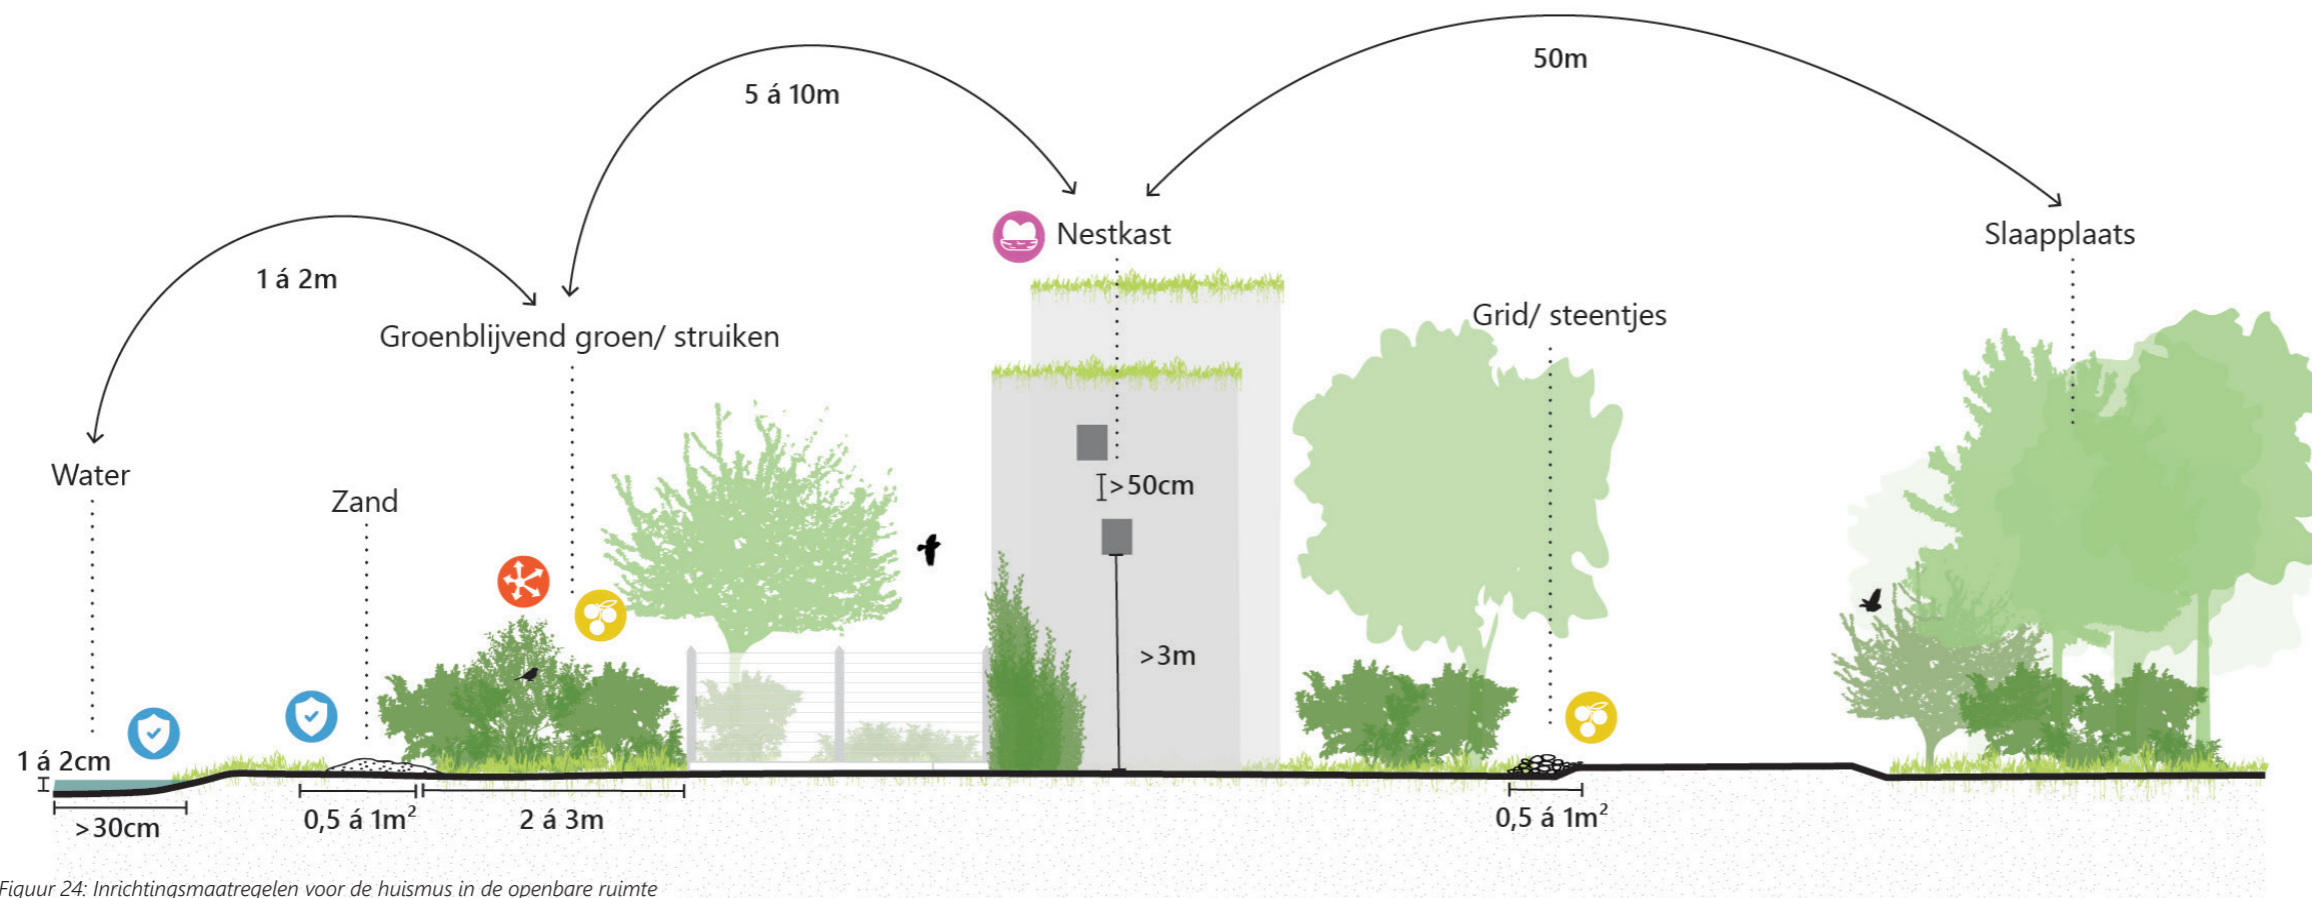 50m
5 á 10m
Nestkast
Slaapplaats
1 á 2m
Grid/ steentjes
Groenblijvend groen/ struiken
Water
>50cm
Zand
>3m
1 á 2cm
0,5 á 1m²
2 á 3m
0,5 á 1m²
>30cm
Figuur 24: Inrichtingsmaatregelen voor de huismus in de openbare ruimte